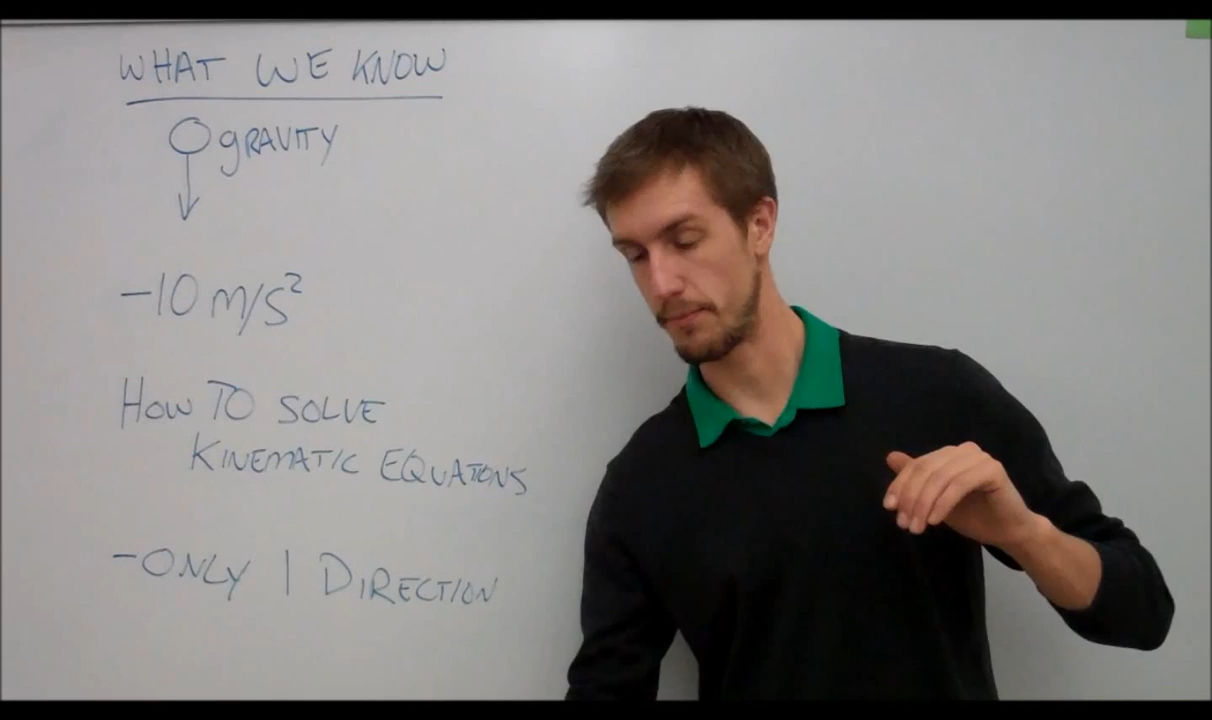 WHAT WE KNOW
gRAVITY
-10 m/s²
HOW TO SOLVE
KINEMATIC EQUATIONS
-ONLY 1 DIRECTION